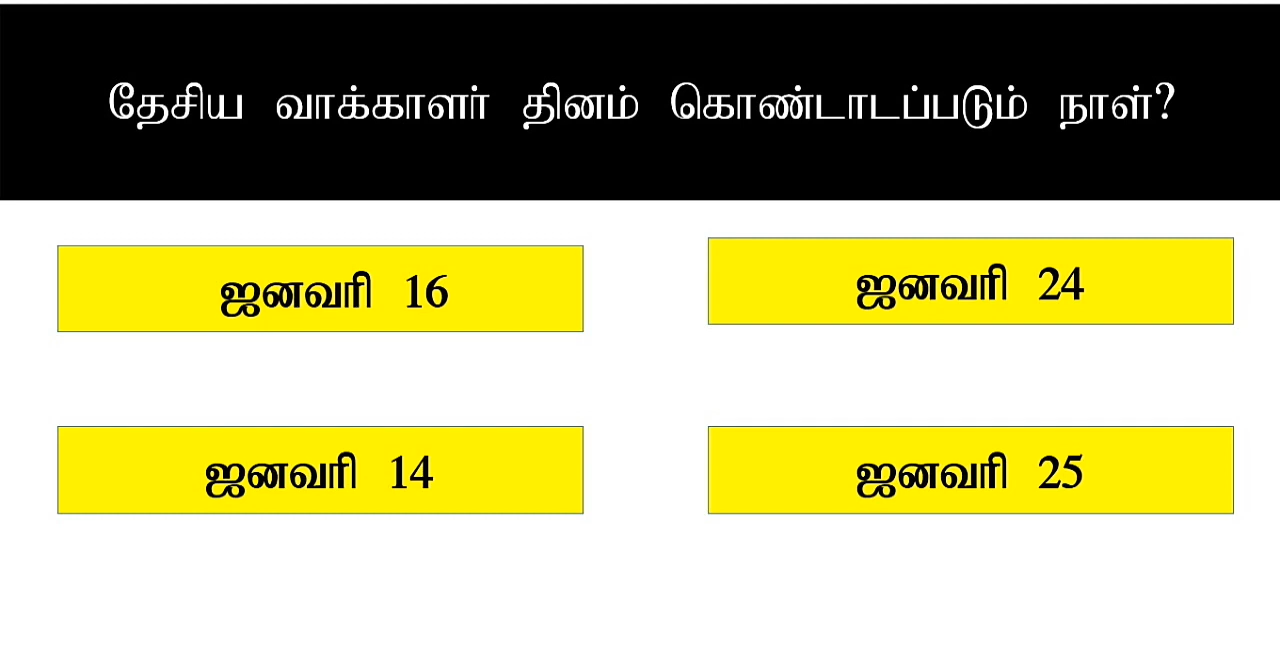 தேசிய வாக்காளர் தினம் கொண்டாடப்படும் நாள்?
ஜனவரி 16
ஜனவரி 24
ஜனவரி 14
ஜனவரி 25